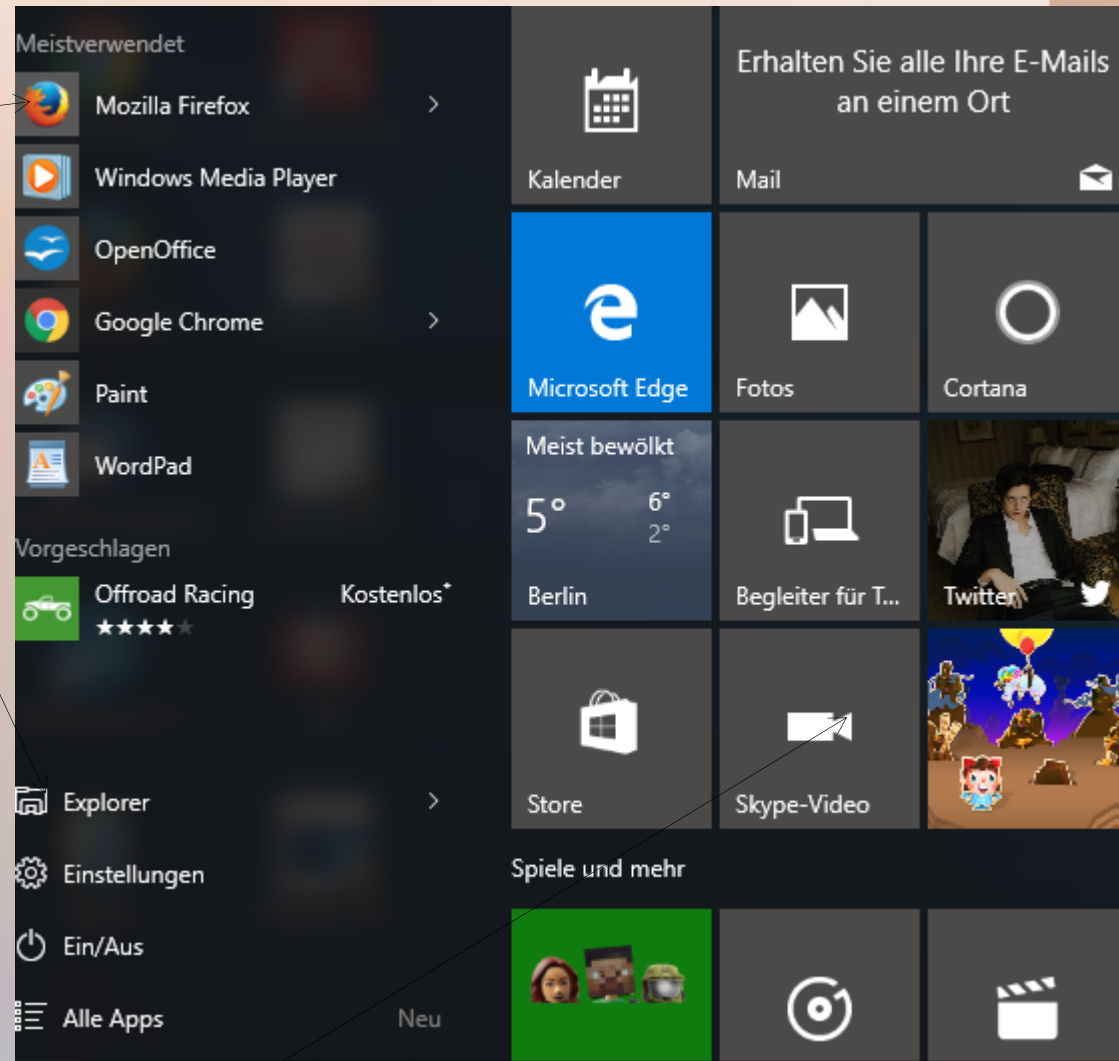 Meistverwendet
Mozilla Firefox
Windows Media Player
OpenOffice
Google Chrome
Paint
WordPad
Vorgeschlagen
Offroad Racing Kostenlos+
Explorer
Einstellungen
Ein/Aus
Alle Apps Neu
Kalender
Erhalten Sie alle Ihre E-Mails
an einem Ort
Mail
Microsoft Edge
Fotos
Cortana
Meist bewölkt
5° 6°
2°
Berlin
Begleiter für T...
Twitter
Store
Skype-Video
Spiele und mehr